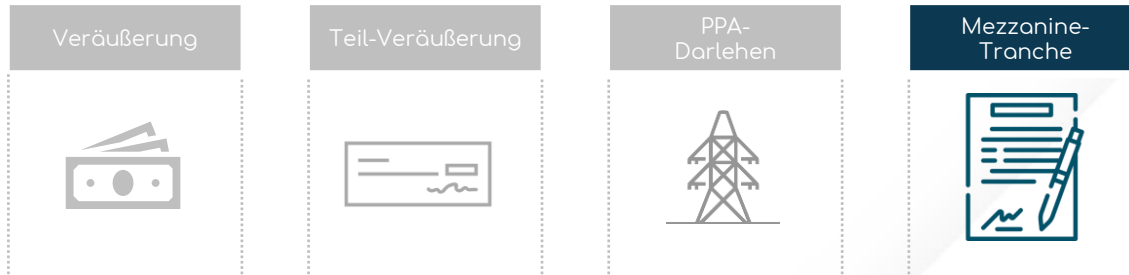 Veräußerung
Teil-Veräußerung
PPA-
Darlehen
Mezzanine-
Tranche